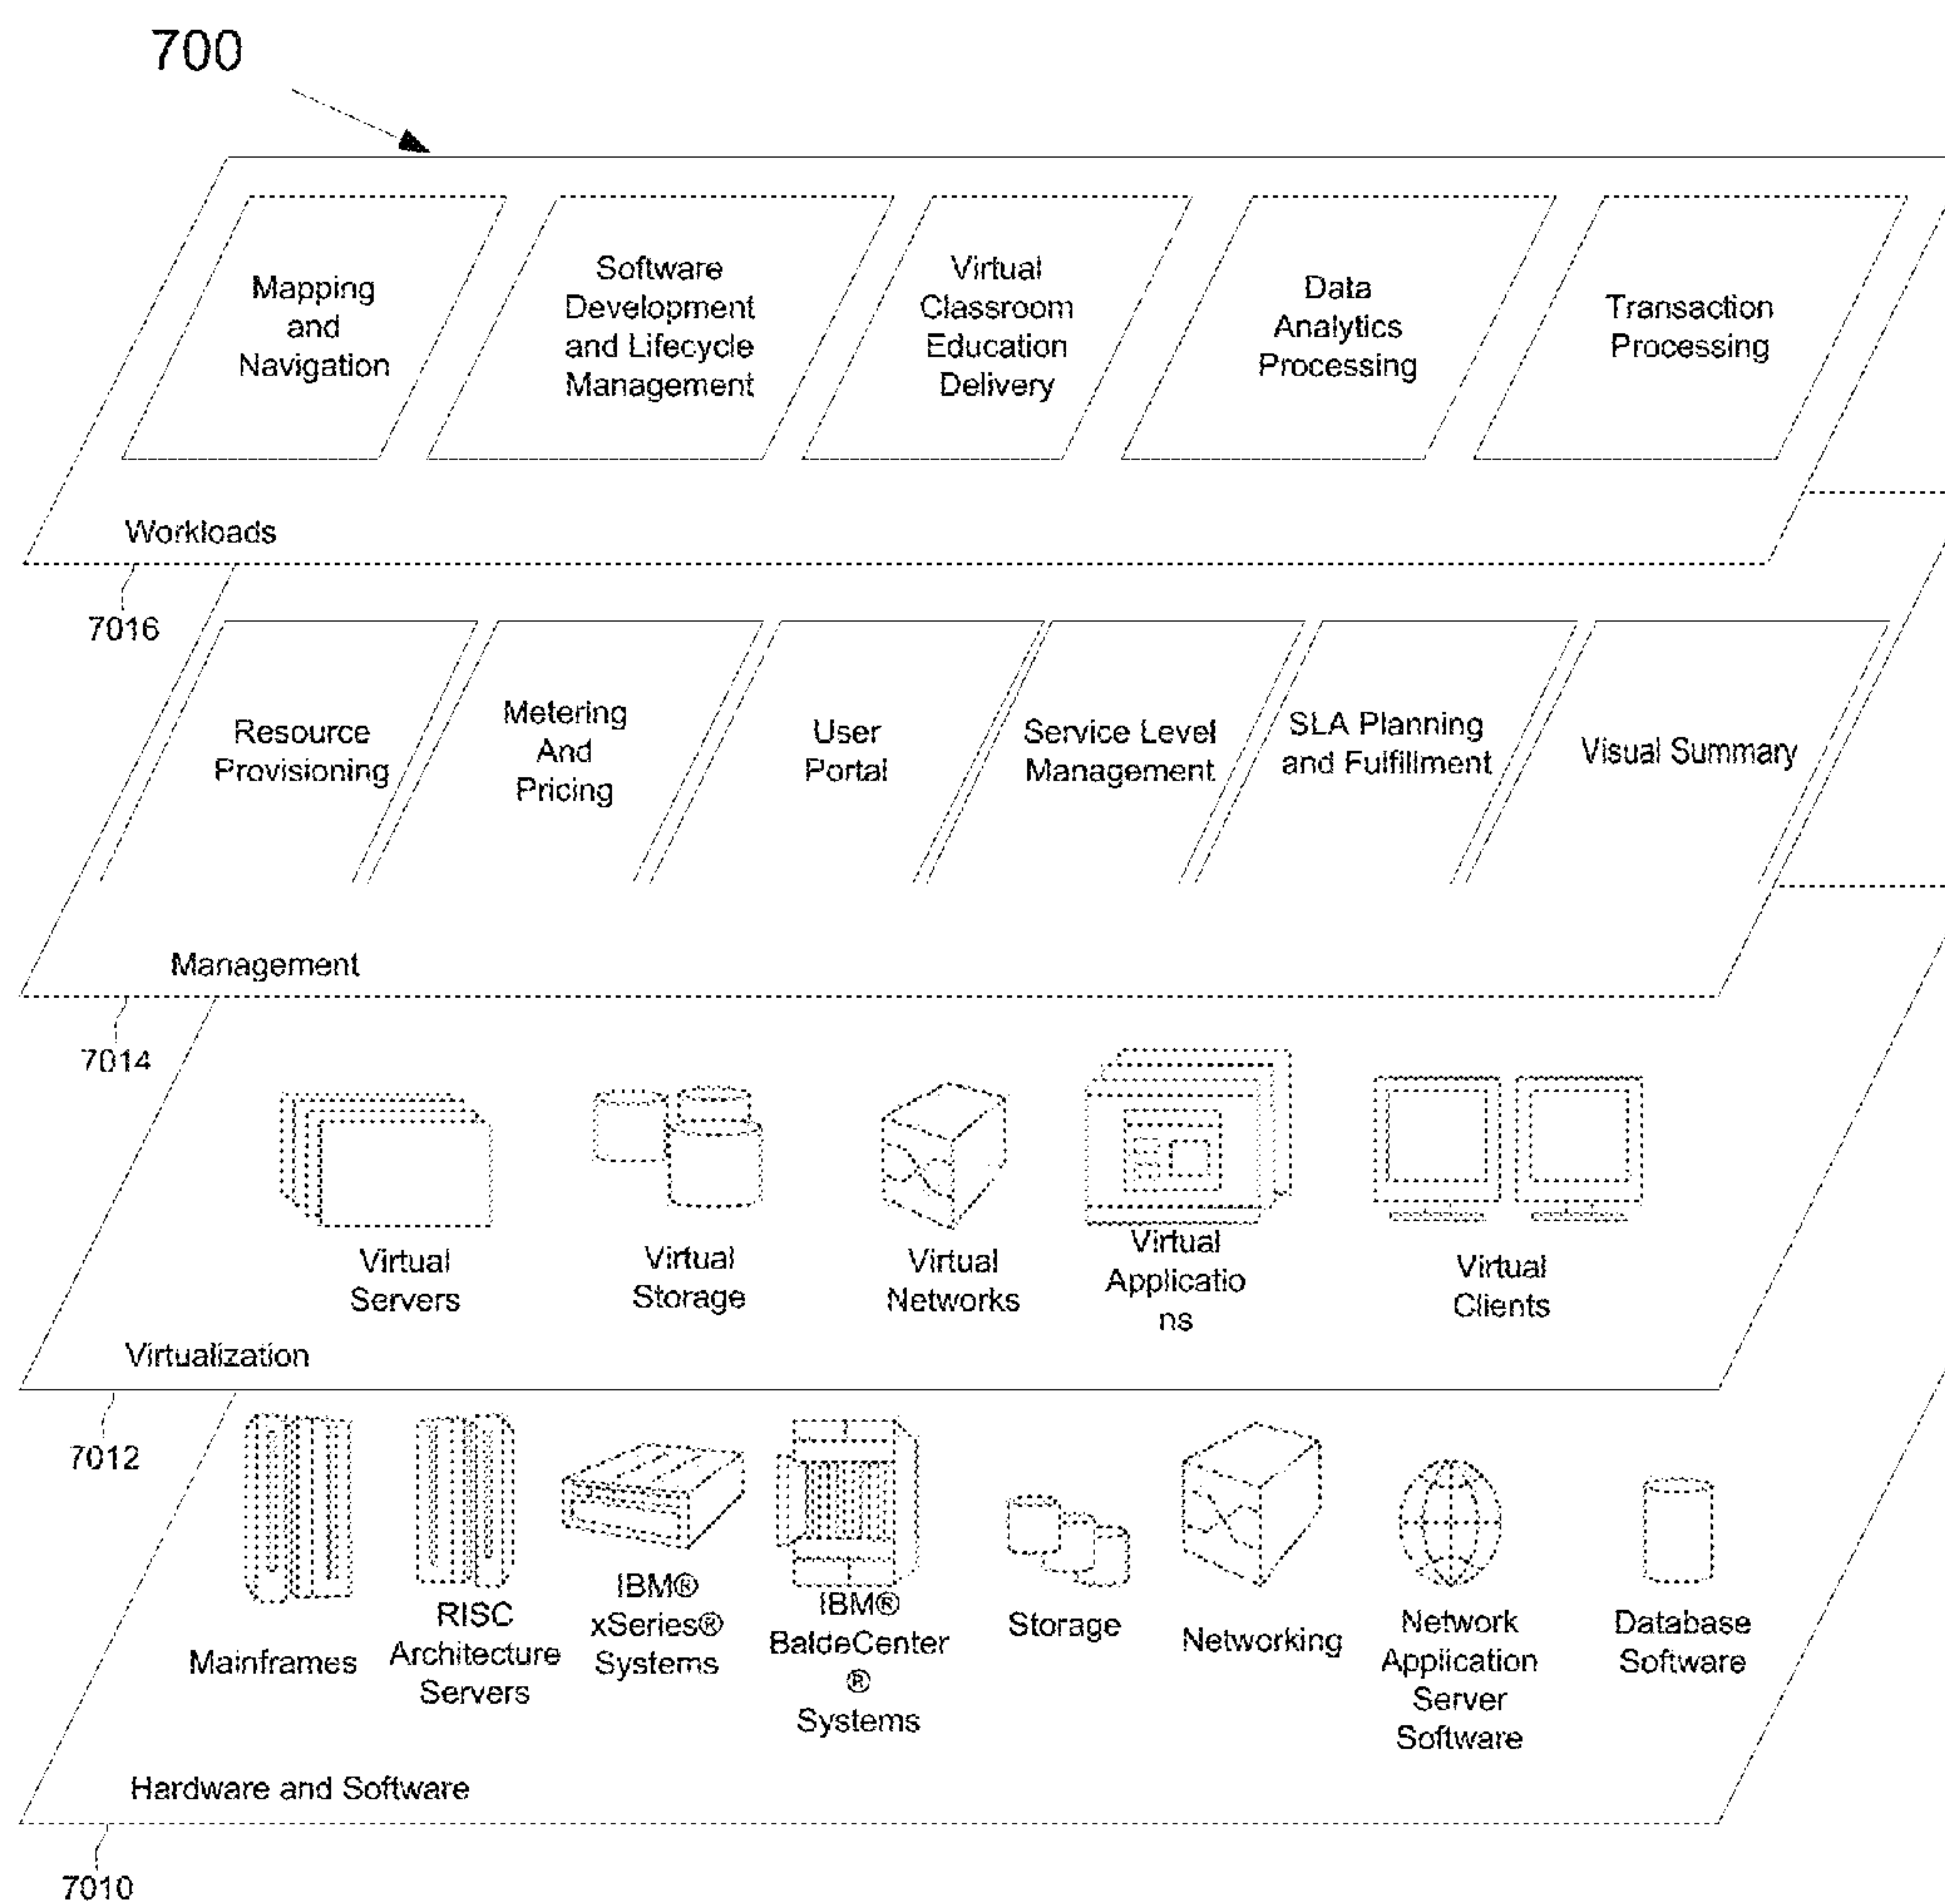 700
Mapping
and
Navigation
Software
Development
and Lifecycle
Management
Virtual
Classroom
Education
Delivery
Data
Analytics
Processing
Transaction
Processing
Workloads
7016
Resource
Provisioning
Metering
And
Pricing
User
Portal
Service Level
Management
SLA Planning
and Fulfillment
Visual Summary
Management
7014
Virtual
Servers
Virtual
Storage
Virtual
Networks
Virtual
Applicatio
ns
Virtual
Clients
Virtualization
7012
Mainframes
RISC
Architecture
Servers
IBM®
xSeries®
Systems
IBM®
BaldeCenter
®
Systems
Storage
Networking
Network
Application
Server
Software
Database
Software
Hardware and Software
7010